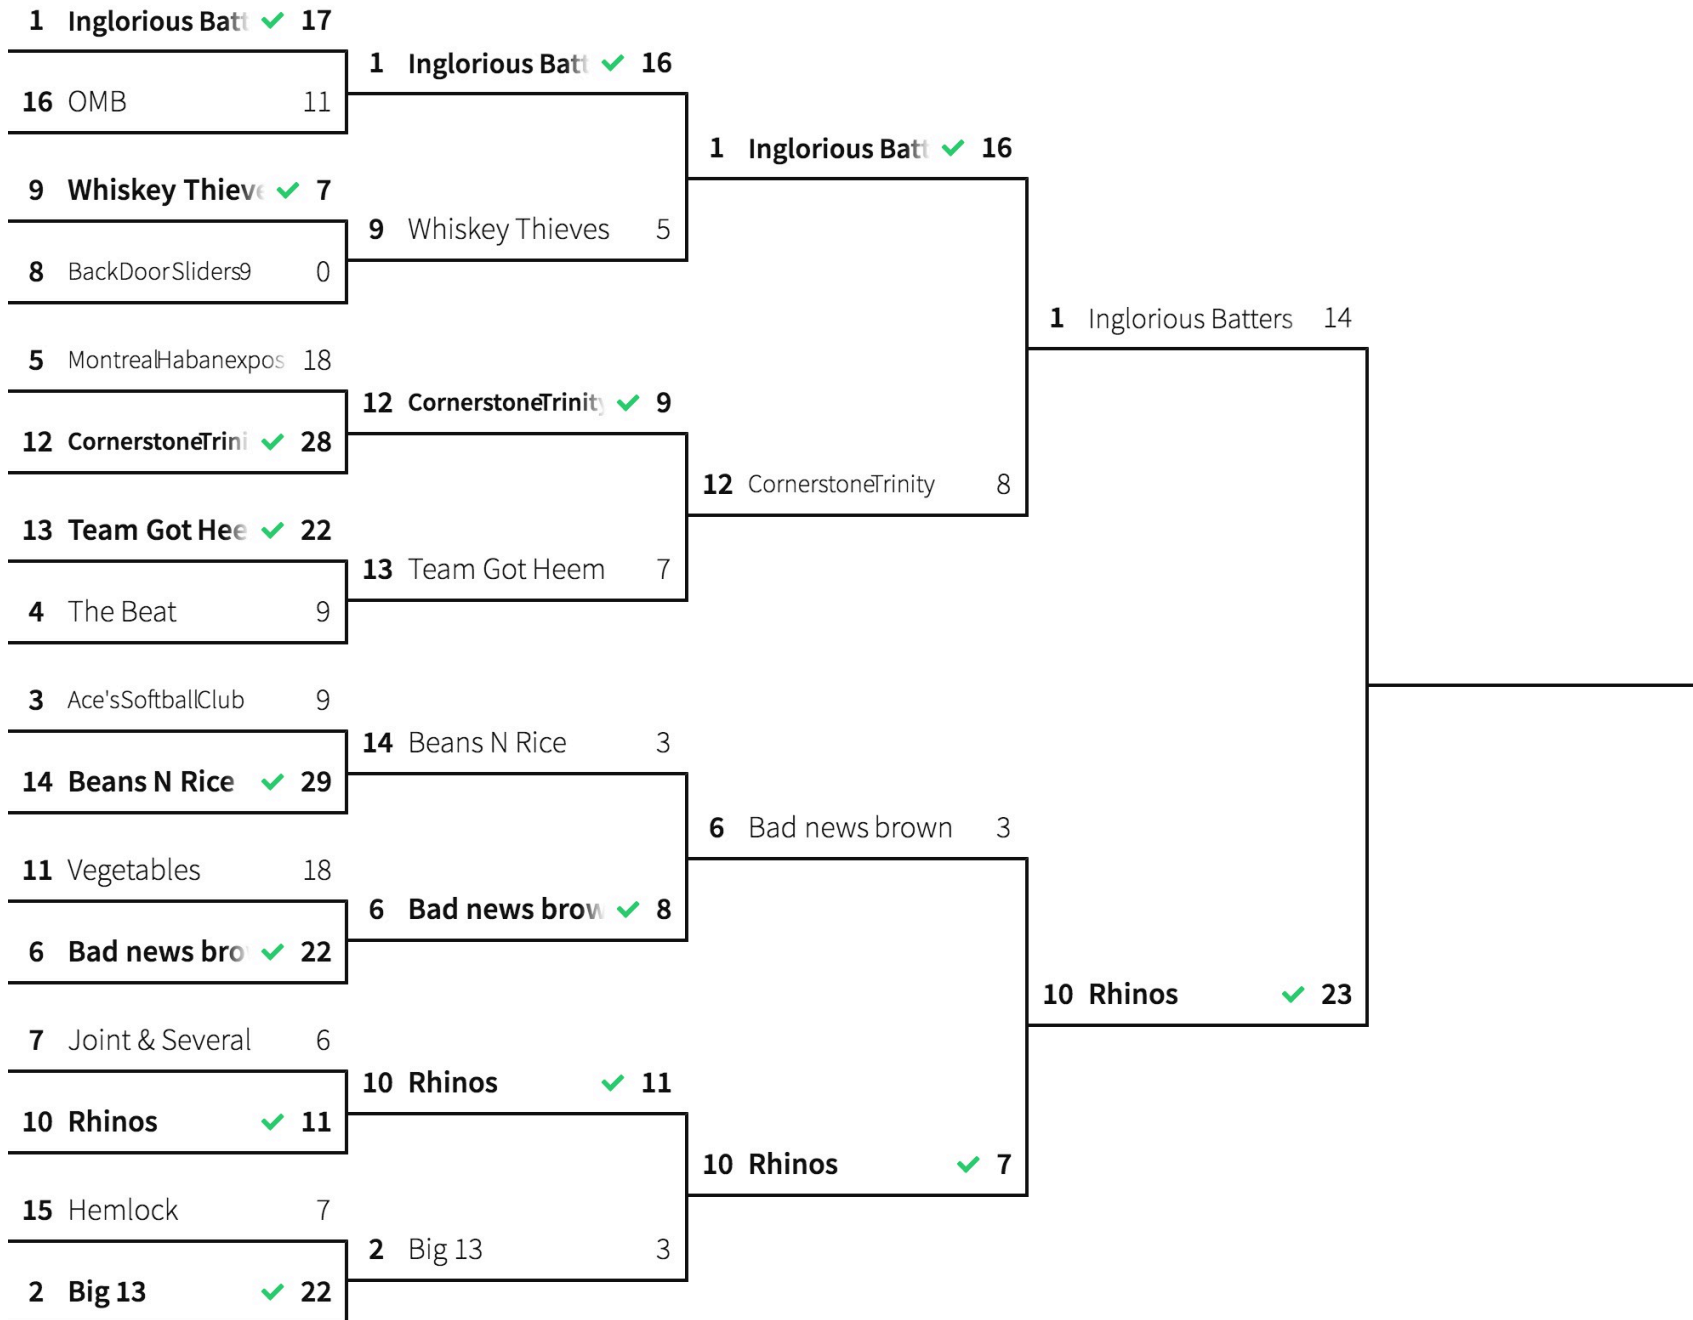 1 Inglorious Batt 17
16 OMB 11
9 Whiskey Thieve 7
8 BackDoorSliders9 0
5 MontrealHabanexpos 18
12 CornerstoneTrini 28
13 Team Got Hee 22
4 The Beat 9
3 Ace'sSoftballClub 9
14 Beans N Rice 29
11 Vegetables 18
6 Bad news bro 22
7 Joint & Several 6
10 Rhinos 11
15 Hemlock 7
2 Big 13 22
1 Inglorious Batt 16
9 Whiskey Thieves 5
12 CornerstoneTrinity 9
13 Team Got Heem 7
14 Beans N Rice 3
6 Bad news brow 8
10 Rhinos 11
2 Big 13 3
1 Inglorious Batt 16
12 CornerstoneTrinity 8
6 Bad news brown 3
10 Rhinos 7
1 Inglorious Batters 14
10 Rhinos 23